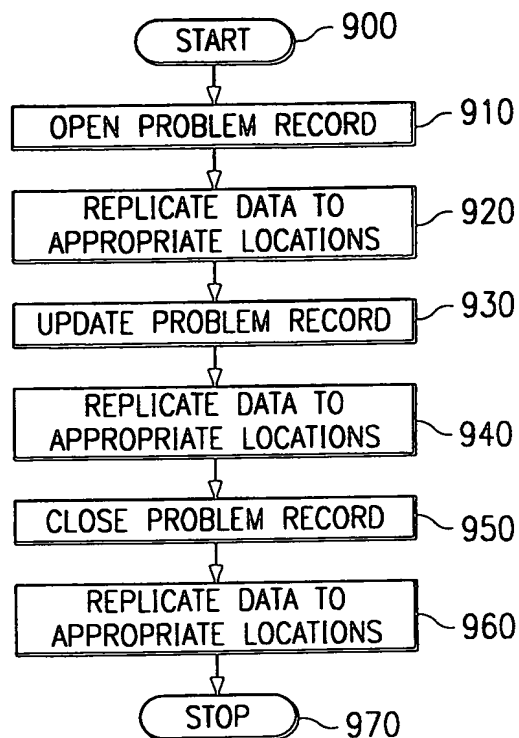 START
900
OPEN PROBLEM RECORD
910
REPLICATE DATA TO
APPROPRIATE LOCATIONS
920
UPDATE PROBLEM RECORD
930
REPLICATE DATA TO
APPROPRIATE LOCATIONS
940
CLOSE PROBLEM RECORD
950
REPLICATE DATA TO
APPROPRIATE LOCATIONS
960
STOP
970